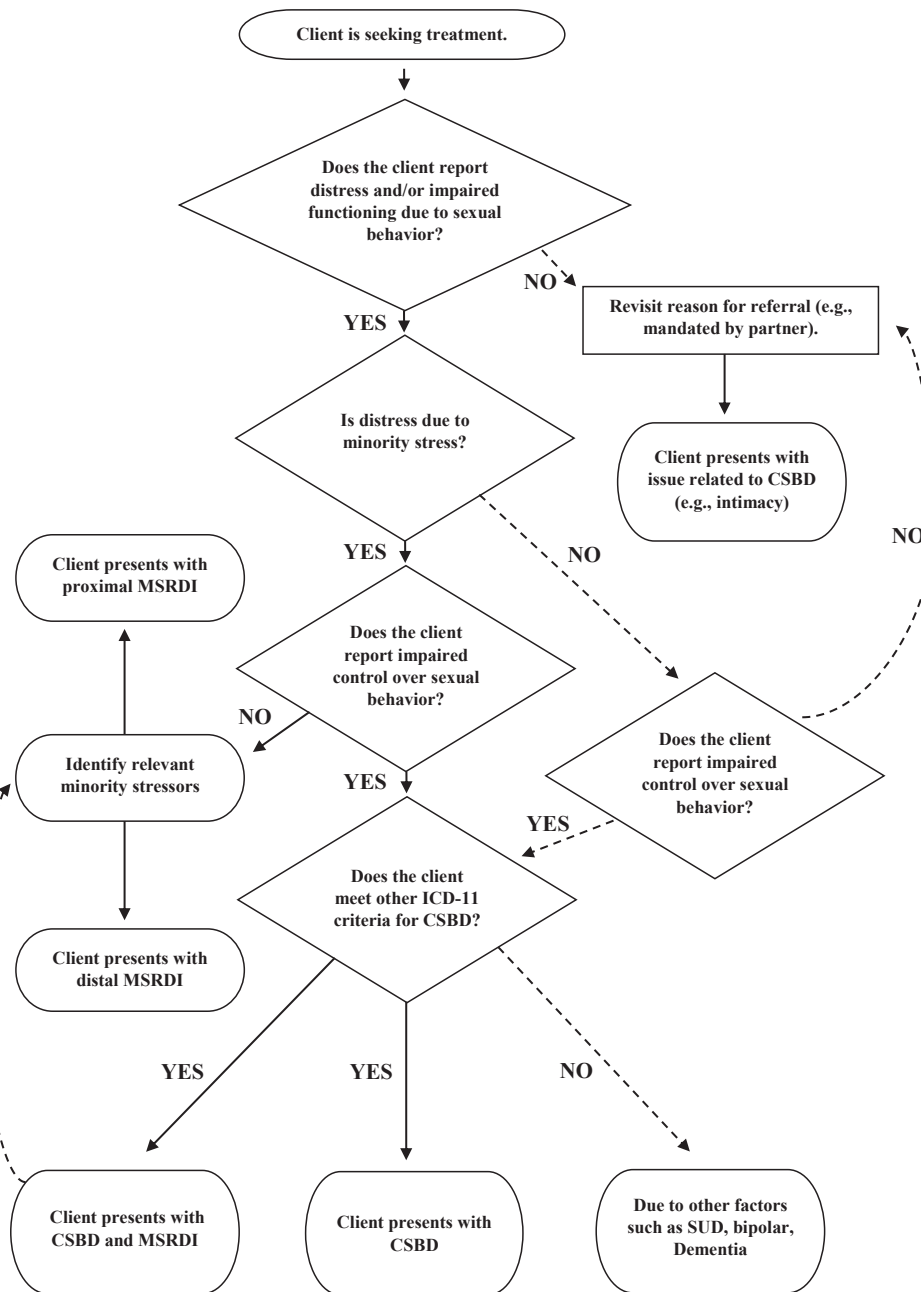 Client is seeking treatment.
Does the client report
distress and/or impaired
functioning due to sexual
behavior?
NO
YES
Revisit reason for referral (e.g.,
mandated by partner).
Is distress due to
minority stress?
Client presents with
issue related to CSBD
(e.g., intimacy)
NO
YES
NO
Client presents with
proximal MSRDI
Does the client
report impaired
control over sexual
behavior?
NO
YES
Identify relevant
minority stressors
Does the client
report impaired
control over sexual
behavior?
YES
Does the client
meet other ICD-11
criteria for CSBD?
Client presents with
distal MSRDI
YES
YES
NO
Client presents with
CSBD and MSRDI
Client presents with
CSBD
Due to other factors
such as SUD, bipolar,
Dementia